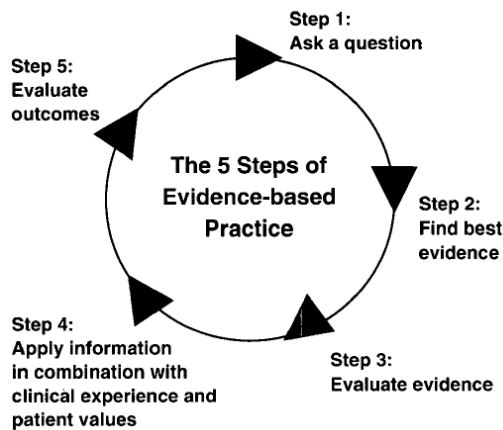 Step 1:
Ask a question
Step 5:
Evaluate
outcomes
The 5 Steps of
Evidence-based
Practice
Step 2:
Find best
evidence
Step 4:
Apply information
in combination with
clinical experience and
patient values
Step 3:
Evaluate evidence